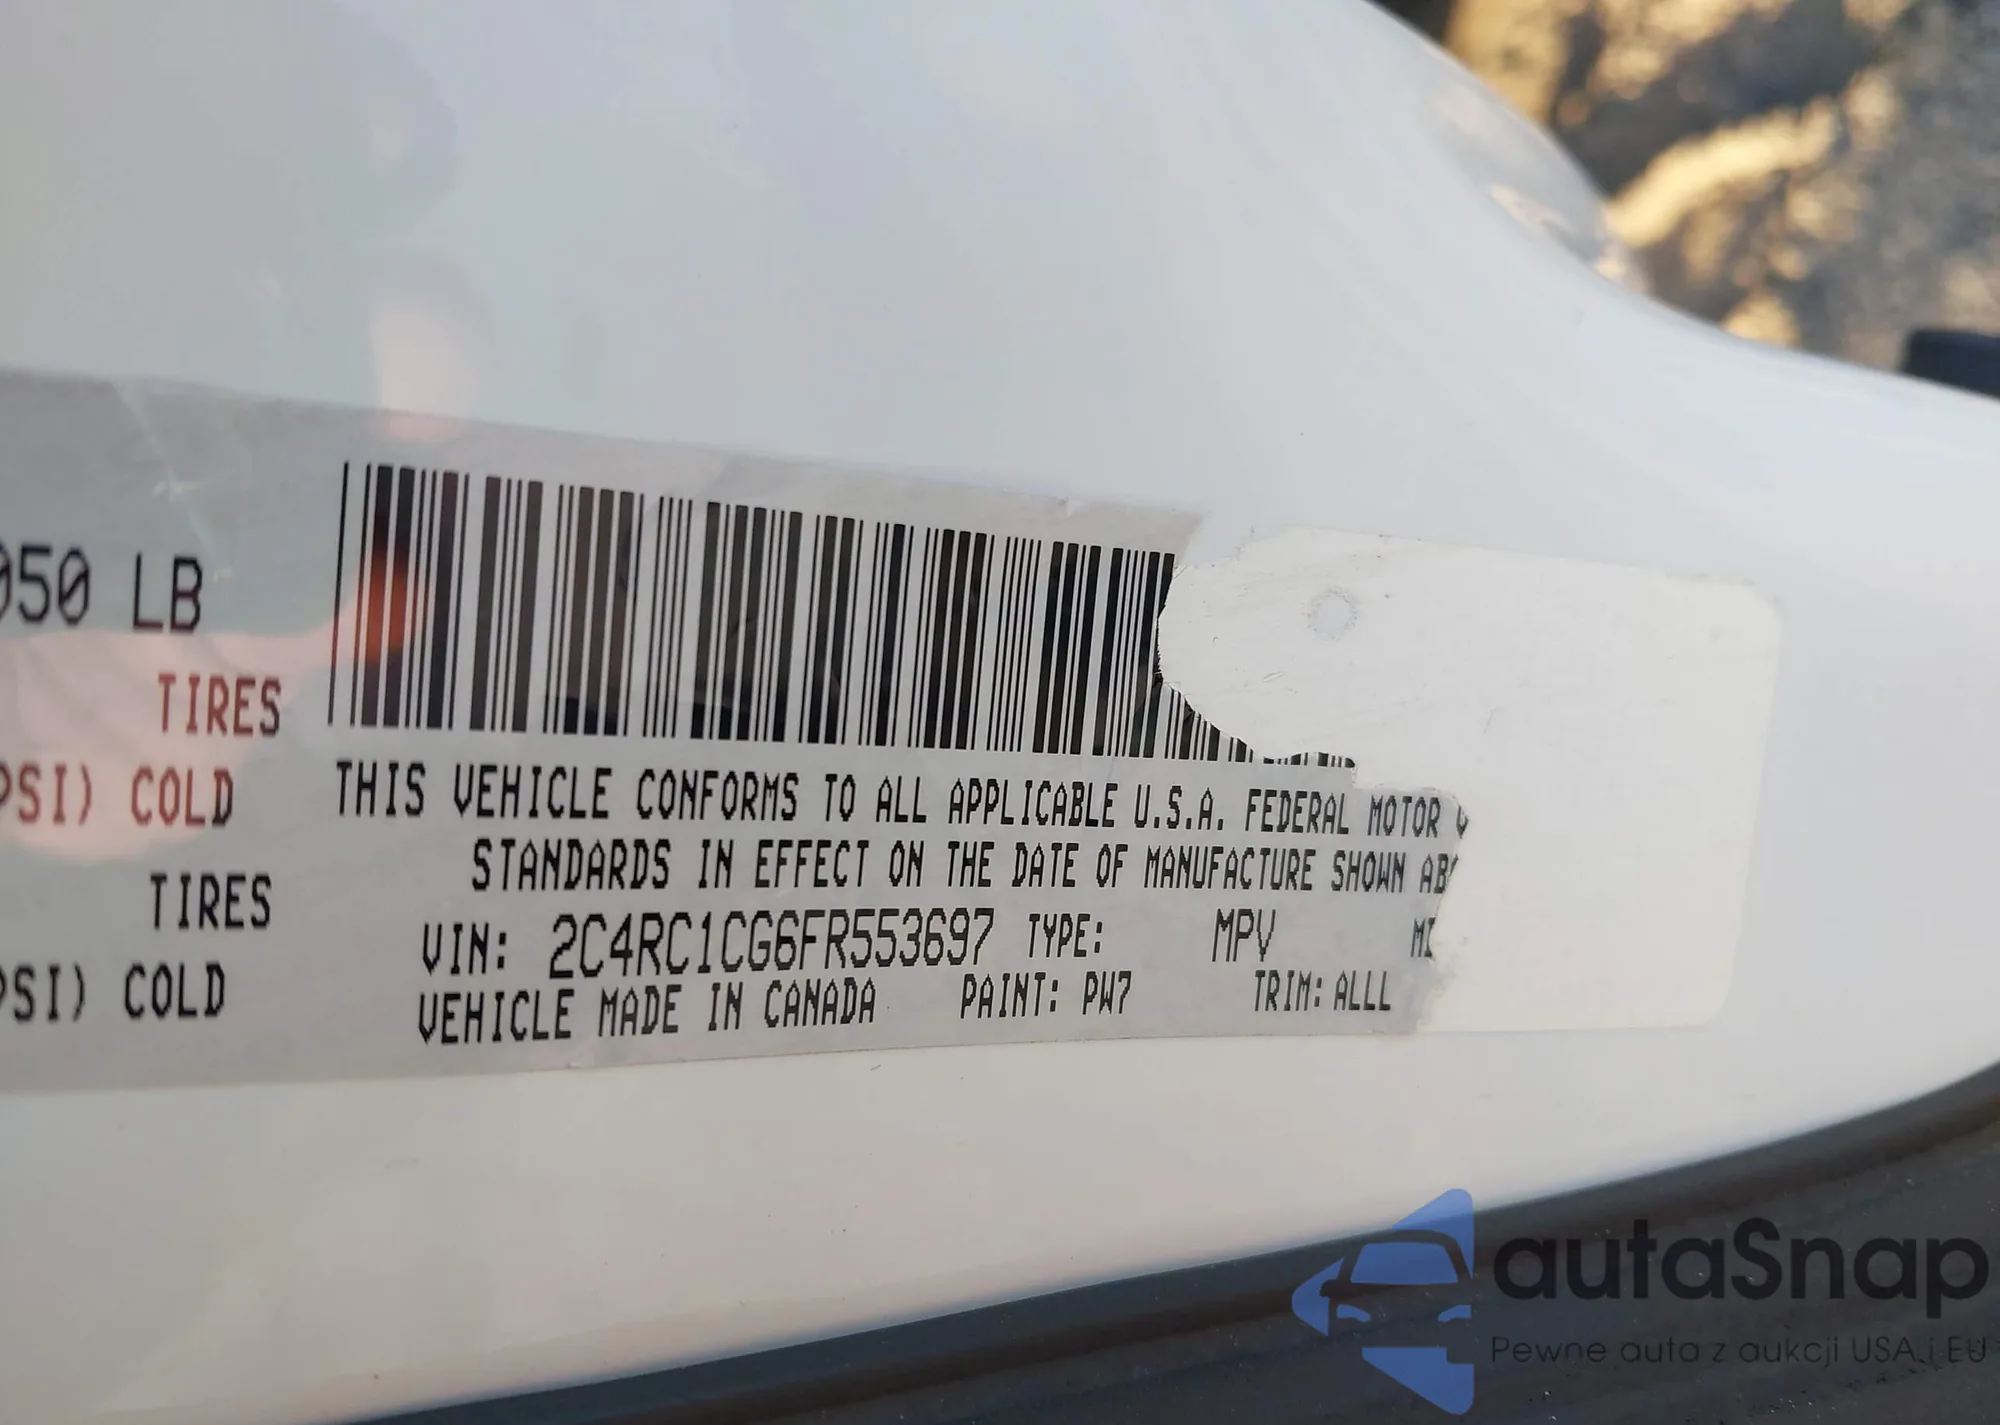 050 LB
TIRES
PSI) COLD
TIRES
PSI) COLD
THIS VEHICLE CONFORMS TO ALL APPLICABLE U.S.A. FEDERAL MOTOR
STANDARDS IN EFFECT ON THE DATE OF MANUFACTURE SHOWN
VIN: 2C4RC1CG6FR553697 TYPE: MPV
VEHICLE MADE IN CANADA PAINT: PW7 TRIM: ALLL
autaSnap
Pewne auta z aukcji USA i EU